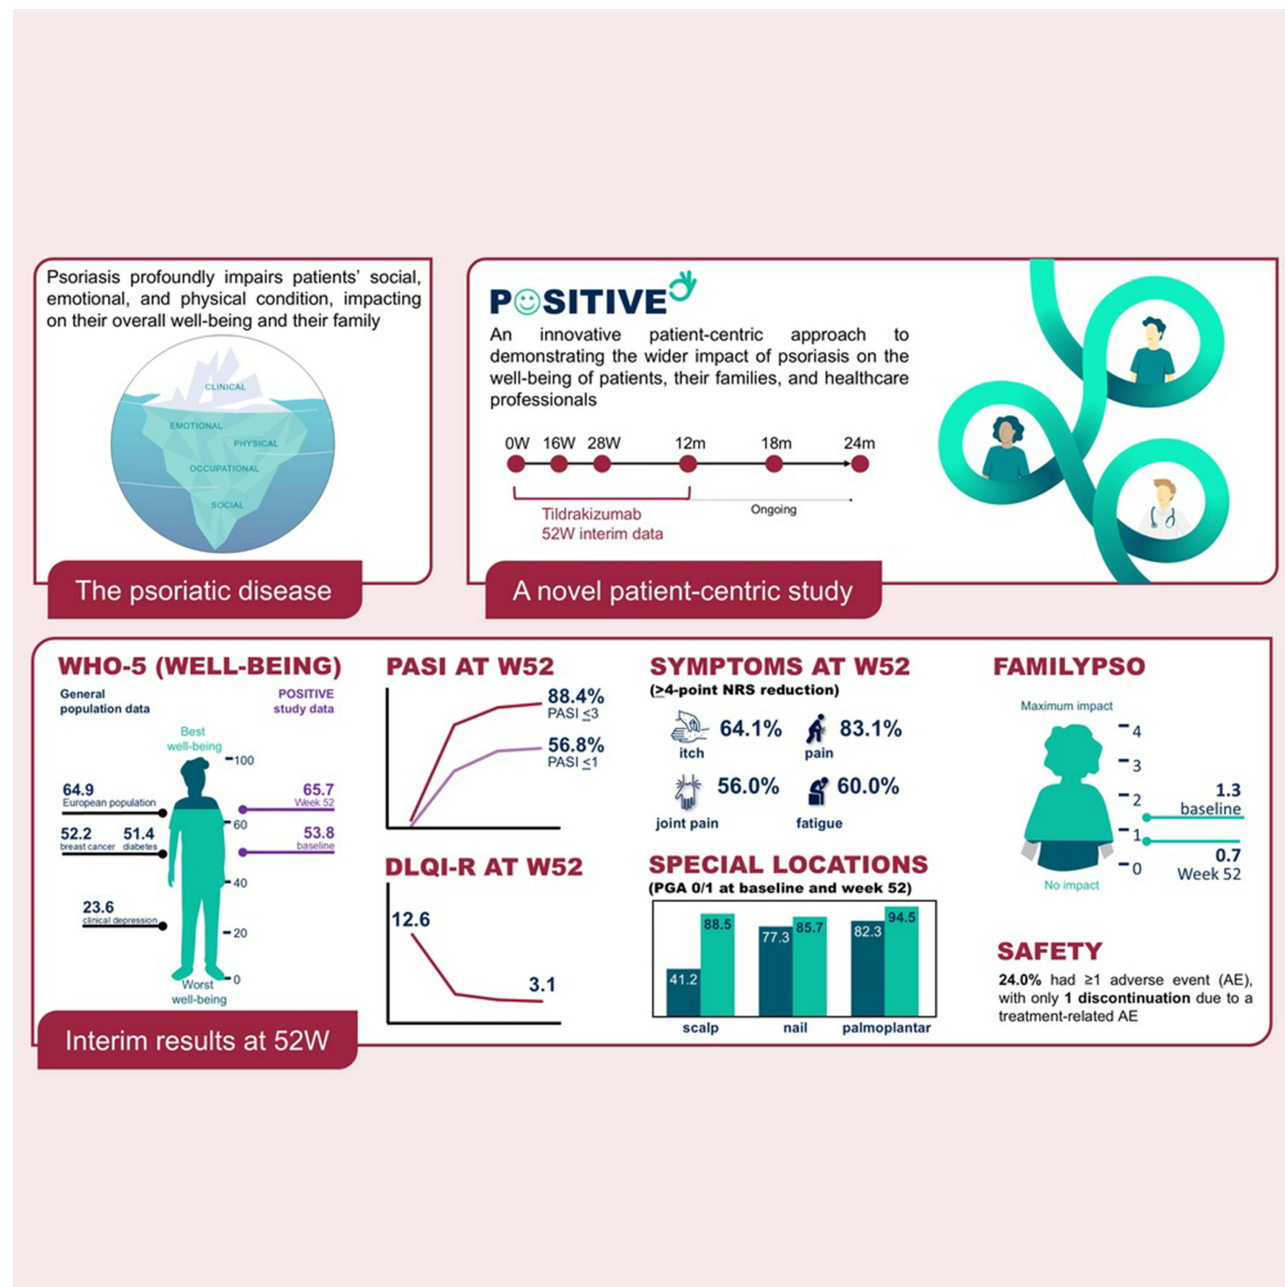 Psoriasis profoundly impairs patients’ social,
emotional, and physical condition, impacting
on their overall well-being and their family
CLINICAL
EMOTIONAL
PHYSICAL
OCCUPATIONAL
SOCIAL
The psoriatic disease
POSITIVE
An innovative patient-centric approach to
demonstrating the wider impact of psoriasis on the
well-being of patients, their families, and healthcare
professionals
0W 16W 28W 12m 18m 24m
Tildrakizumab
52W interim data
Ongoing
A novel patient-centric study
WHO-5 (WELL-BEING)
General
population data
POSITIVE
study data
Best
well-being
100
60
40
20
0
64.9
European population
52.2 51.4
breast cancer diabetes
23.6
clinical depression
65.7
Week 52
53.8
baseline
Worst
well-being
PASI AT W52
88.4%
PASI ≤3
56.8%
PASI ≤1
DLQI-R AT W52
12.6
3.1
SYMPTOMS AT W52
(≥4-point NRS reduction)
64.1%
itch
83.1%
pain
56.0%
joint pain
60.0%
fatigue
SPECIAL LOCATIONS
(PGA 0/1 at baseline and week 52)
41.2 88.5 77.3 85.7 82.3 94.5
scalp nail palmoplantar
FAMILYPSO
Maximum impact
4
3
2
1
0
1.3
baseline
0.7
Week 52
No impact
SAFETY
24.0% had ≥1 adverse event (AE),
with only 1 discontinuation due to a
treatment-related AE
Interim results at 52W